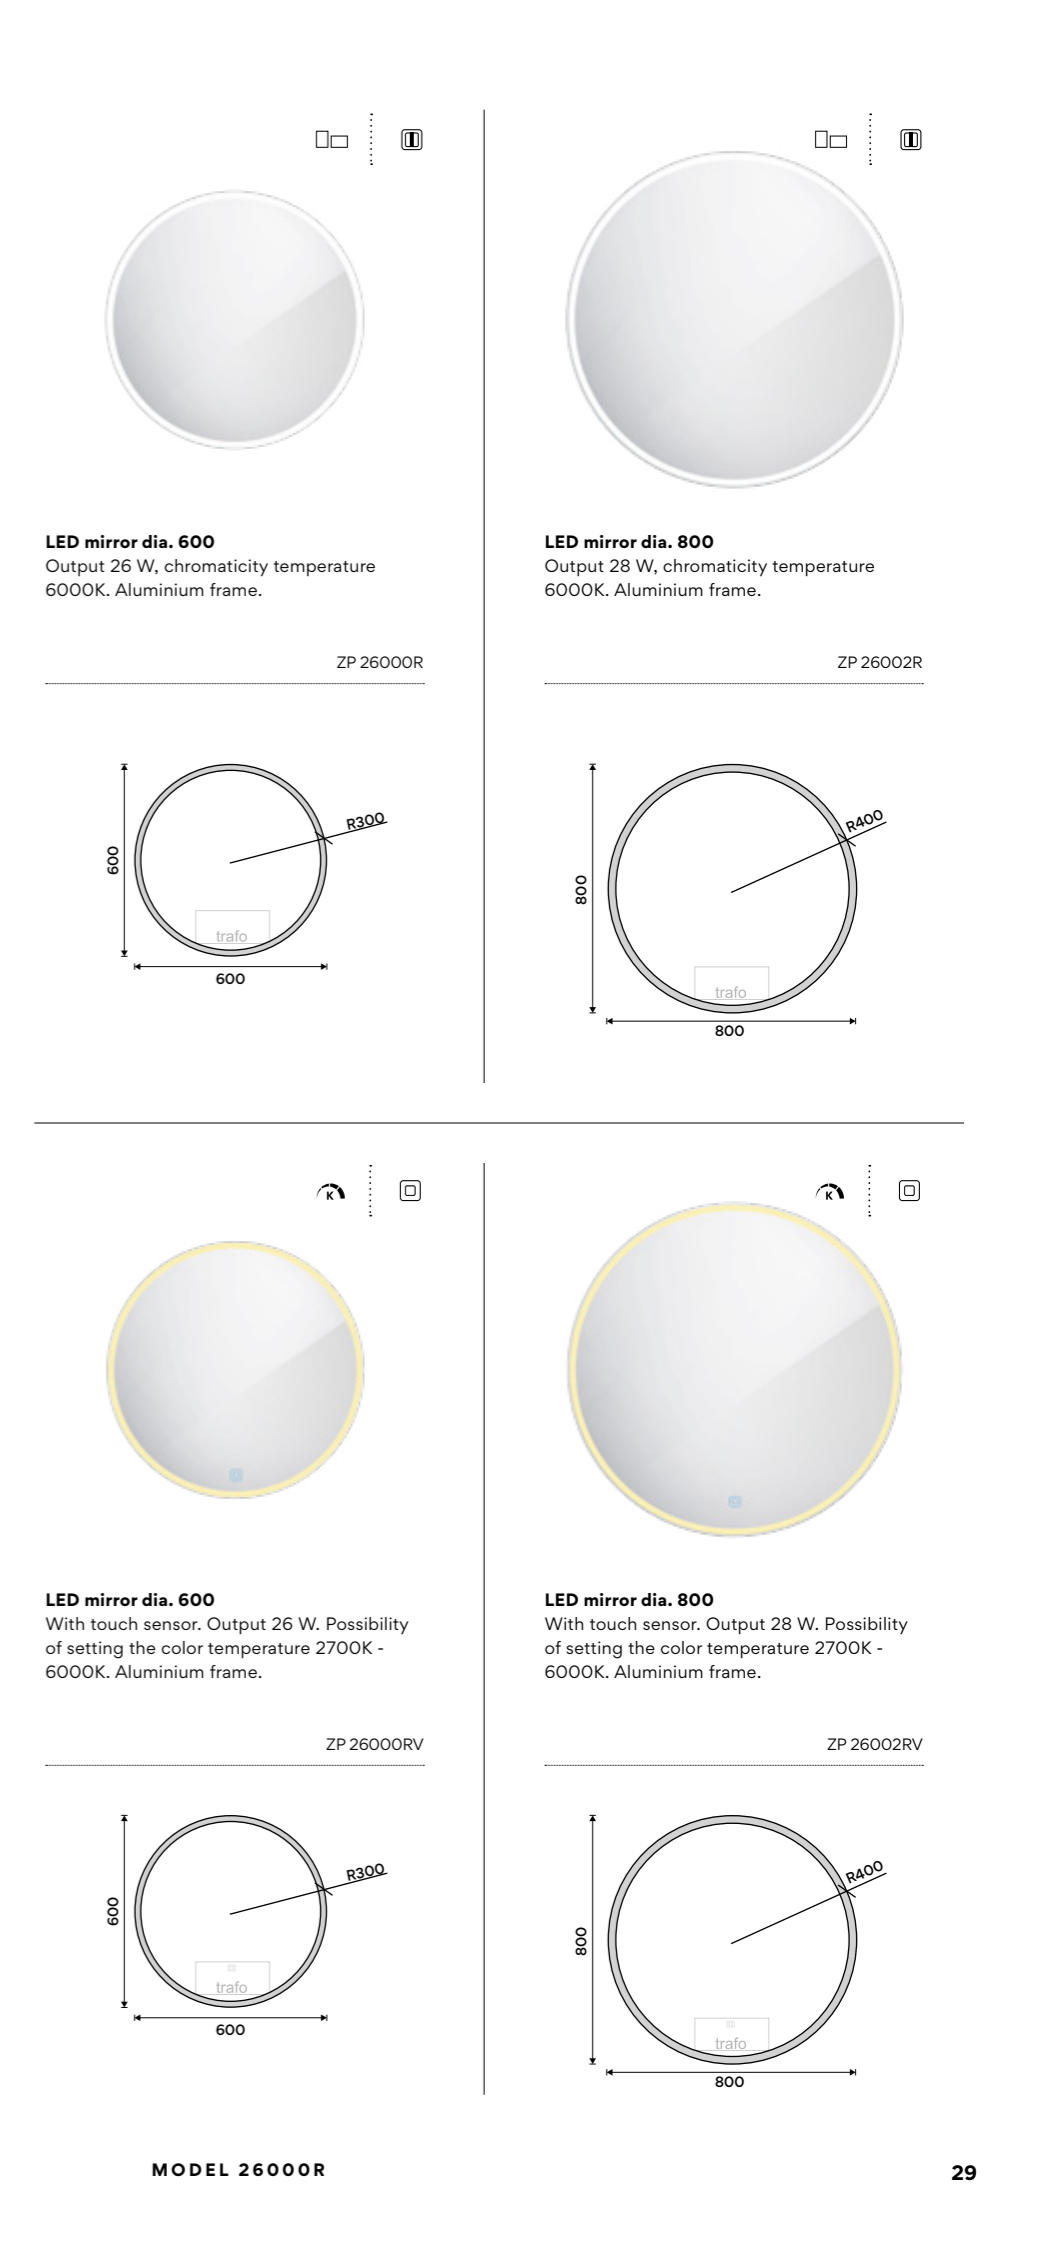 LED mirror dia. 600
Output 26 W, chromaticity temperature
6000K. Aluminium frame.
ZP 26000R
R300
600
trafo
600
LED mirror dia. 800
Output 28 W, chromaticity temperature
6000K. Aluminium frame.
ZP 26002R
R400
800
trafo
800
K
LED mirror dia. 600
With touch sensor. Output 26 W. Possibility
of setting the color temperature 2700K -
6000K. Aluminium frame.
ZP 26000RV
R300
600
trafo
600
K
LED mirror dia. 800
With touch sensor. Output 28 W. Possibility
of setting the color temperature 2700K -
6000K. Aluminium frame.
ZP 26002RV
R400
800
trafo
800
MODEL 26000R
29